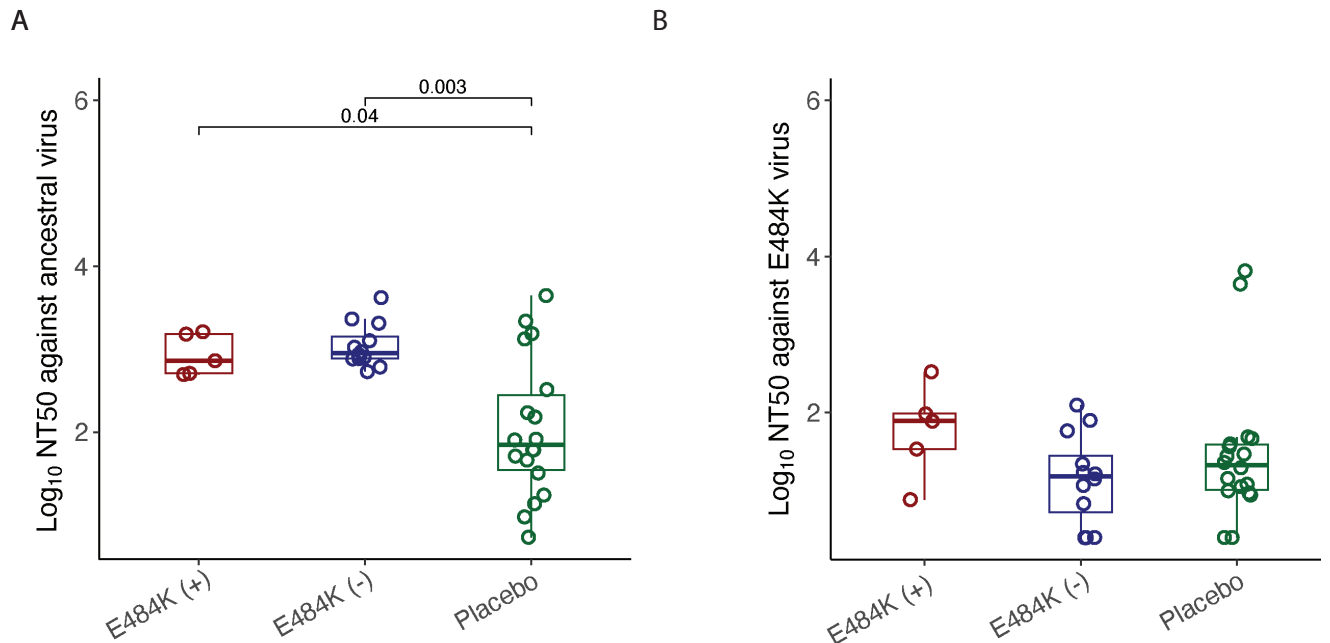 A
B
Log10 NT50 against ancestral virus
6
4
2
0.003
0.04
E484K (+)
E484K (-)
Placebo
Log10 NT50 against E484K virus
6
4
2
E484K (+)
E484K (-)
Placebo